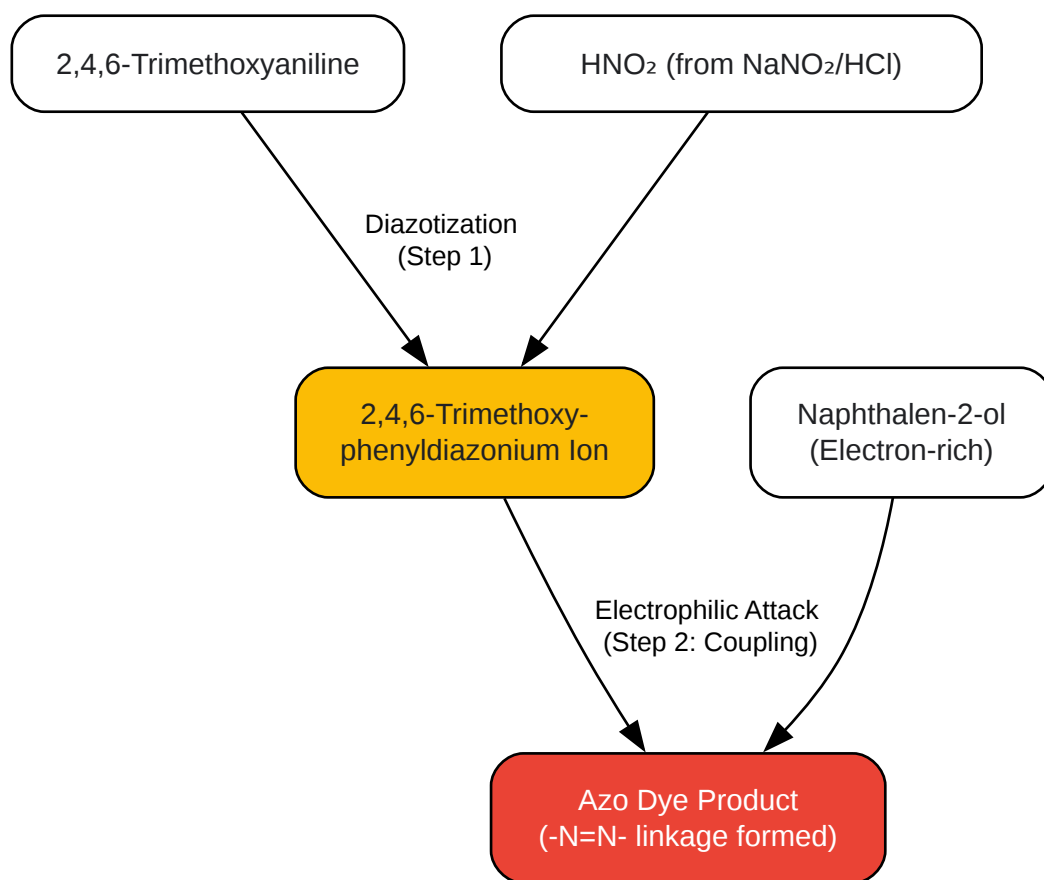 2,4,6-Trimethoxyaniline
HNO₂ (from NaNO₂/HCl)
Diazotization
(Step 1)
2,4,6-Trimethoxy-
phenyldiazonium Ion
Naphthalen-2-ol
(Electron-rich)
Electrophilic Attack
(Step 2: Coupling)
Azo Dye Product
(-N=N- linkage formed)